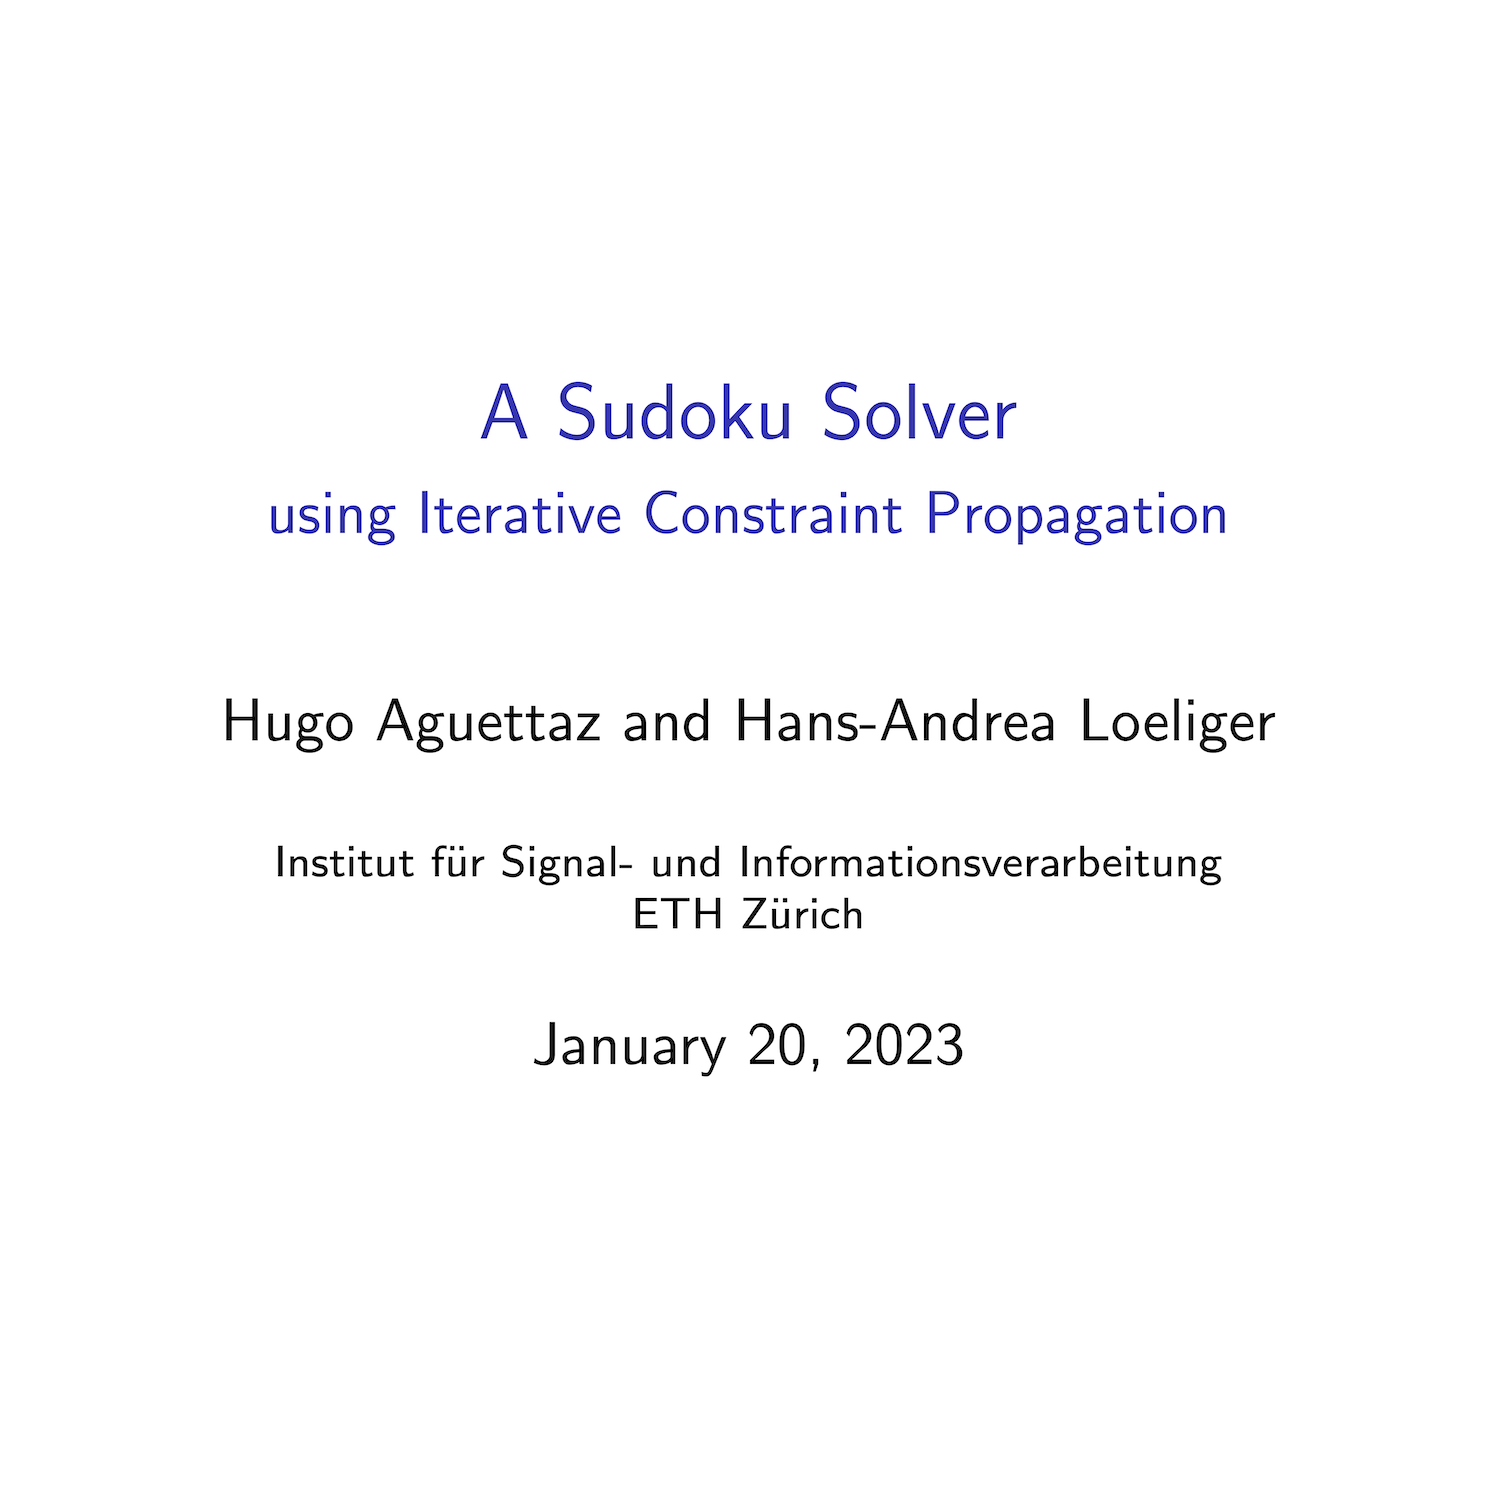 A Sudoku Solver
using Iterative Constraint Propagation
Hugo Aguettaz and Hans-Andrea Loeliger
Institut für Signal- und Informationsverarbeitung
ETH Zürich
January 20, 2023